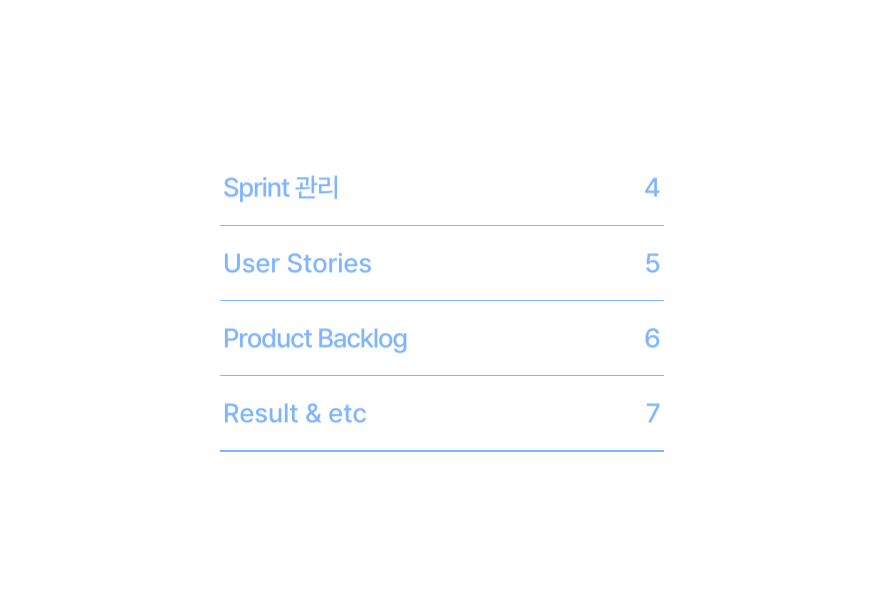 Sprint 관리 4
User Stories 5
Product Backlog 6
Result & etc 7